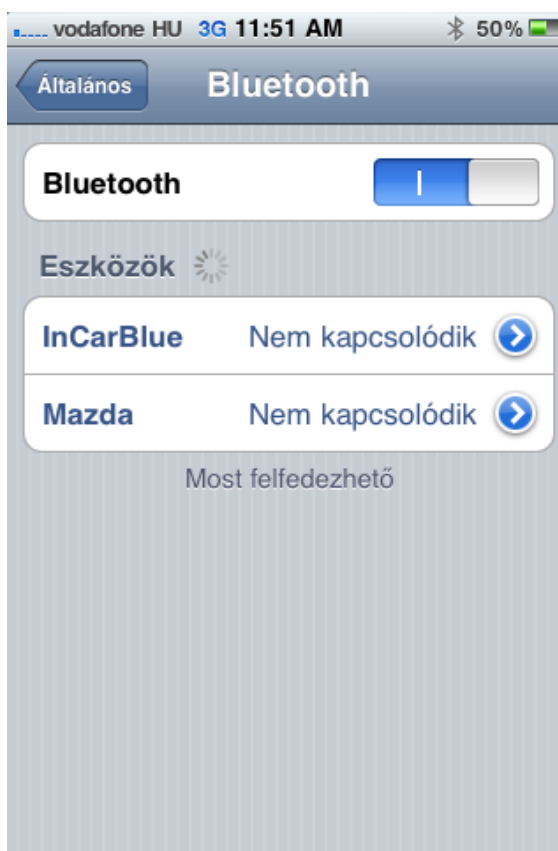 vodafone HU 3G 11:51 AM 50%
Általános Bluetooth
Bluetooth
Eszközök
InCarBlue Nem kapcsolódik
Mazda Nem kapcsolódik
Most felfedezhető